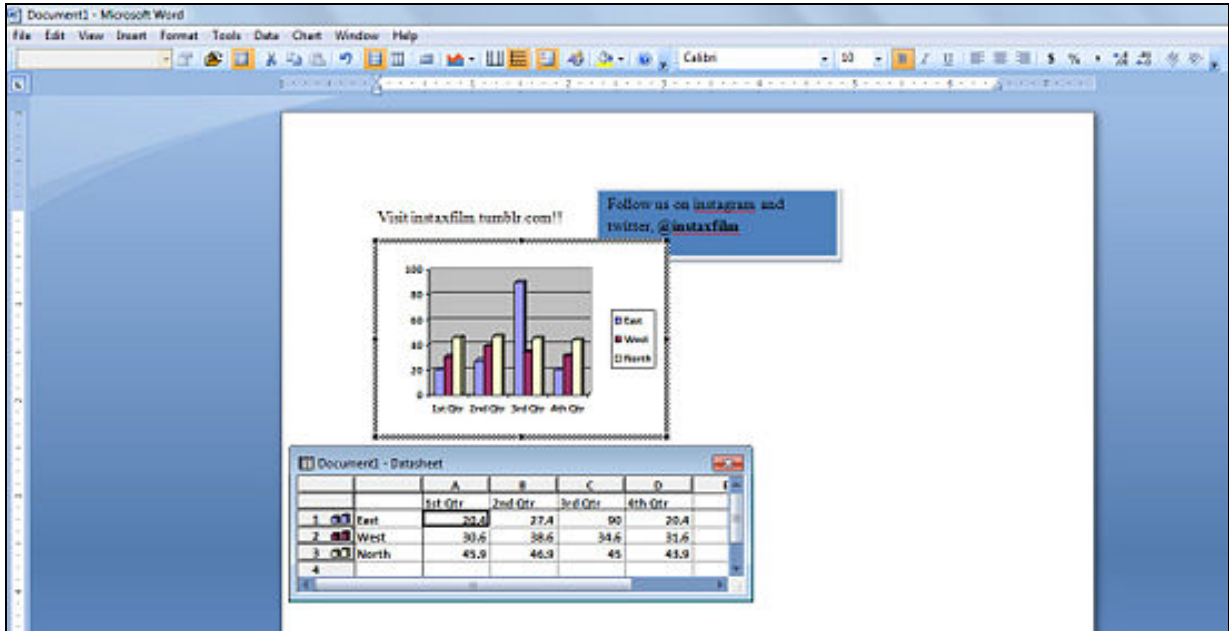 Document1 - Microsoft Word
File Edit View Insert Format Tools Data Chart Window Help
Calibri 10
Follow us on instagram and
Visit instaxfilm.tumblr.com!!
twitter, @instaxfilm
100
80
60
40
20
0
East
West
North
1st Qtr 2nd Qtr 3rd Qtr 4th Qtr
Document1 - Datasheet
A B C D
1st Qtr 2nd Qtr 3rd Qtr 4th Qtr
1 East 20.4 27.4 90 20.4
2 West 30.6 38.6 34.6 31.6
3 North 45.9 46.9 45 43.9
4